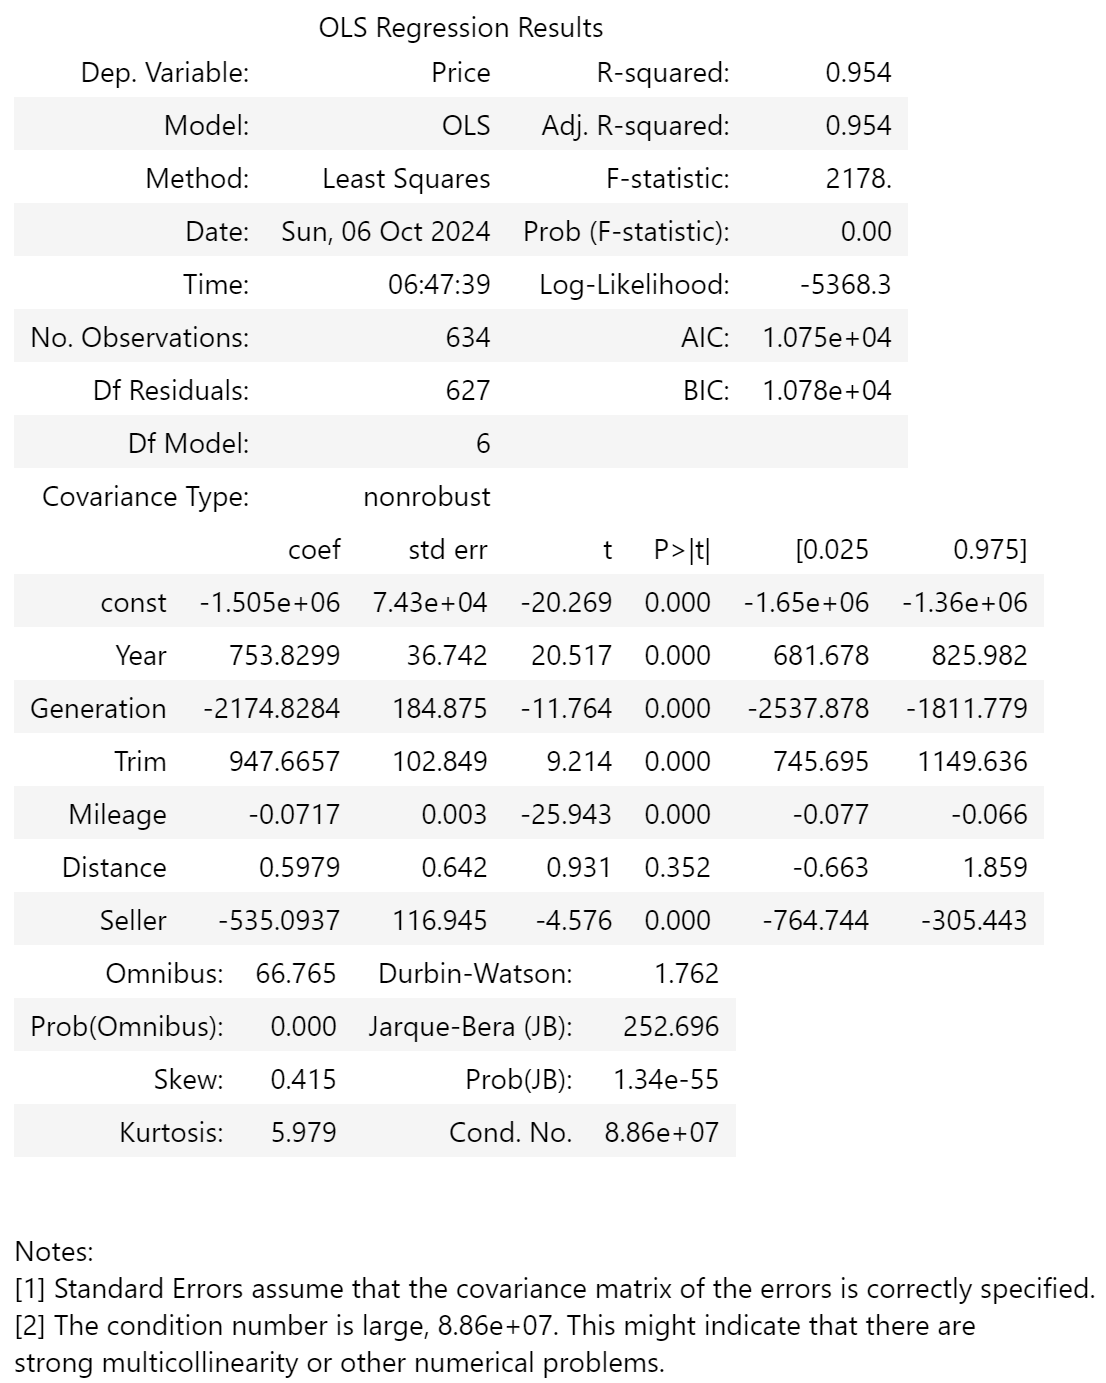 OLS Regression Results
Dep. Variable: Price R-squared: 0.954
Model: OLS Adj. R-squared: 0.954
Method: Least Squares F-statistic: 2178.
Date: Sun, 06 Oct 2024 Prob (F-statistic): 0.00
Time: 06:47:39 Log-Likelihood: -5368.3
No. Observations: 634 AIC: 1.075e+04
Df Residuals: 627 BIC: 1.078e+04
Df Model: 6
Covariance Type: nonrobust
coef std err t P>|t| [0.025 0.975]
const -1.505e+06 7.43e+04 -20.269 0.000 -1.65e+06 -1.36e+06
Year 753.8299 36.742 20.517 0.000 681.678 825.982
Generation -2174.8284 184.875 -11.764 0.000 -2537.878 -1811.779
Trim 947.6657 102.849 9.214 0.000 745.695 1149.636
Mileage -0.0717 0.003 -25.943 0.000 -0.077 -0.066
Distance 0.5979 0.642 0.931 0.352 -0.663 1.859
Seller -535.0937 116.945 -4.576 0.000 -764.744 -305.443
Omnibus: 66.765 Durbin-Watson: 1.762
Prob(Omnibus): 0.000 Jarque-Bera (JB): 252.696
Skew: 0.415 Prob(JB): 1.34e-55
Kurtosis: 5.979 Cond. No. 8.86e+07
Notes:
[1] Standard Errors assume that the covariance matrix of the errors is correctly specified.
[2] The condition number is large, 8.86e+07. This might indicate that there are
strong multicollinearity or other numerical problems.